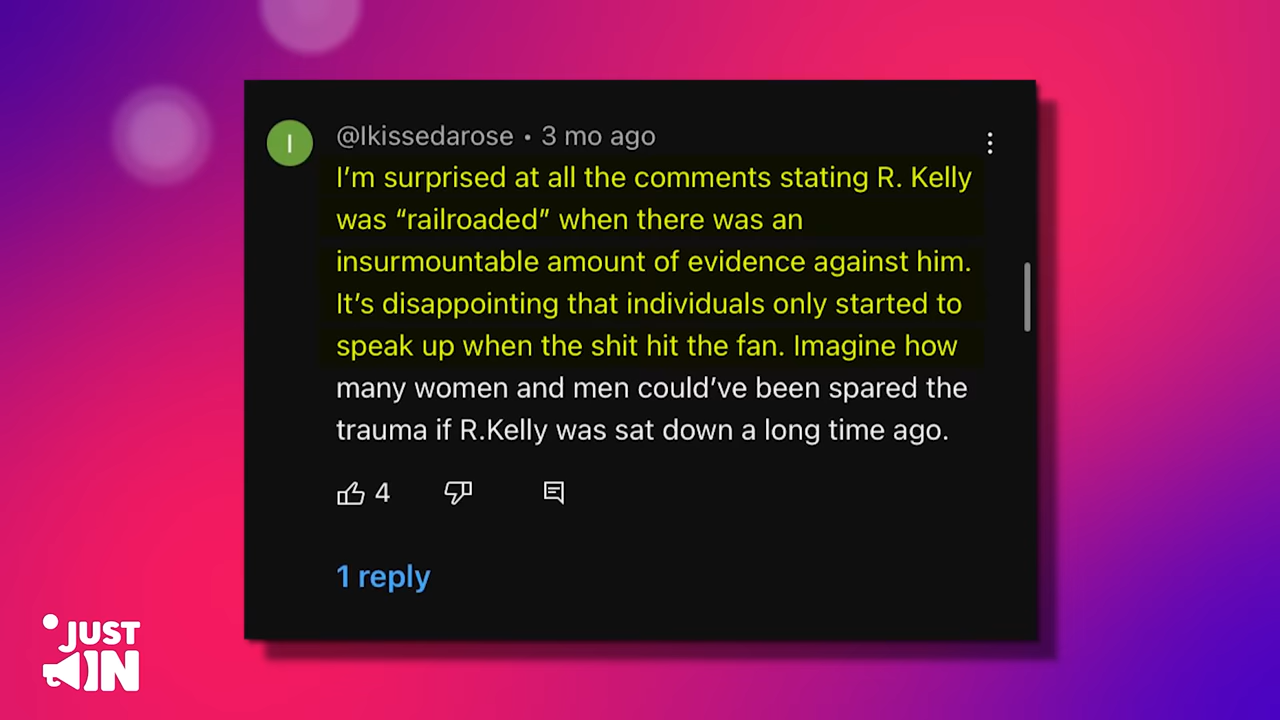 I
@Ikissedarose • 3 mo ago
I’m surprised at all the comments stating R. Kelly
was “railroaded” when there was an
insurmountable amount of evidence against him.
It’s disappointing that individuals only started to
speak up when the shit hit the fan. Imagine how
many women and men could’ve been spared the
trauma if R.Kelly was sat down a long time ago.
4
1 reply
JUST
IN